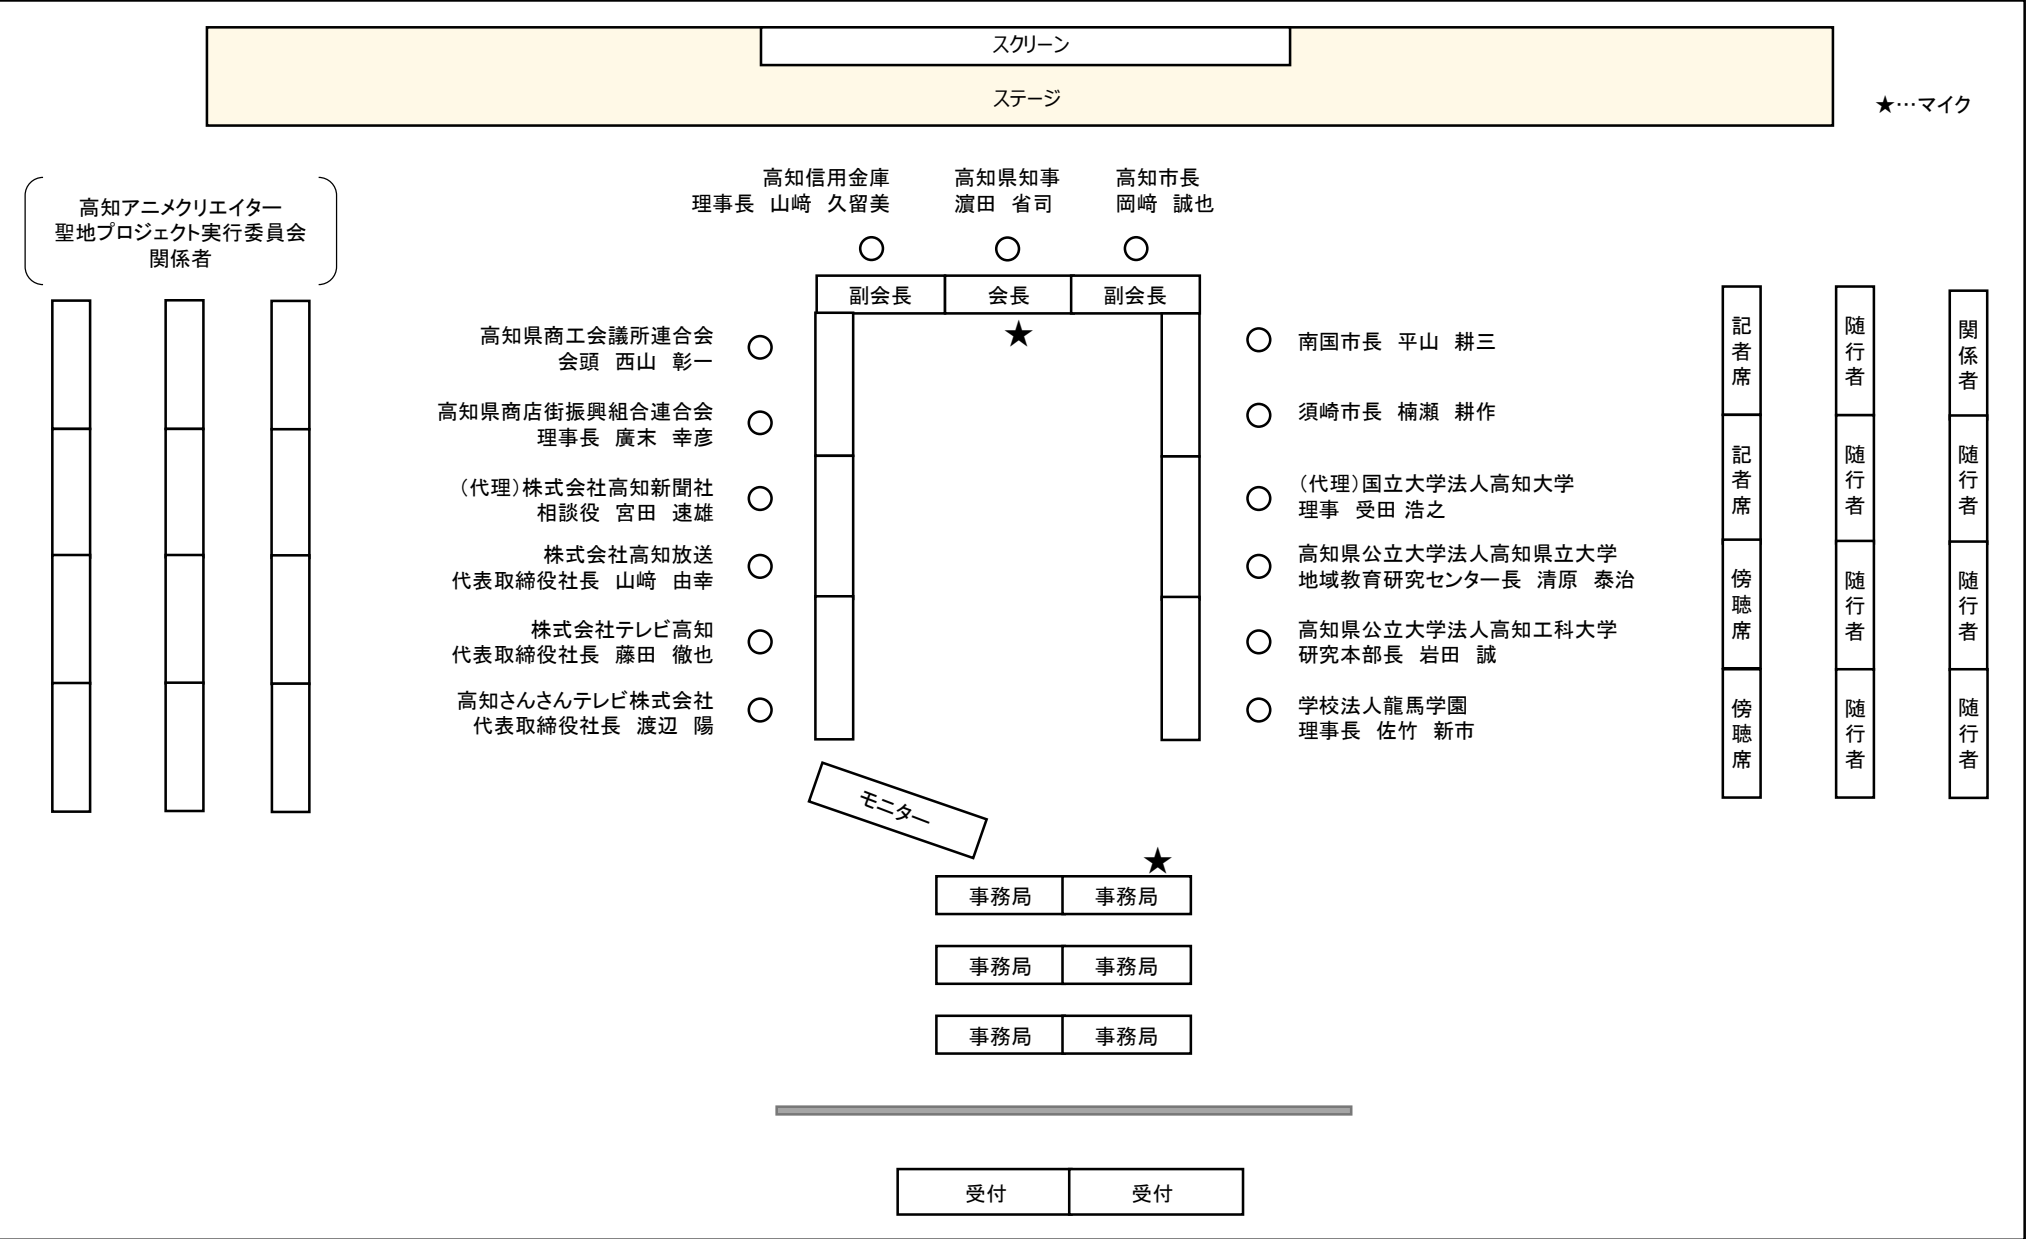 スクリーン
ステージ
★…マイク
高知アニメクリエイター
聖地プロジェクト実行委員会
関係者
高知信用金庫
理事長　山﨑　久留美
高知県知事
濵田　省司
高知市長
岡﨑　誠也
副会長
会長
副会長
★
高知県商工会議所連合会
会頭　西山　彰一
高知県商店街振興組合連合会
理事長　廣末　幸彦
（代理）株式会社高知新聞社
相談役　宮田　速雄
株式会社高知放送
代表取締役社長　山﨑　由幸
株式会社テレビ高知
代表取締役社長　藤田　徹也
高知さんさんテレビ株式会社
代表取締役社長　渡辺　陽
南国市長　平山　耕三
須崎市長　楠瀬　耕作
（代理）国立大学法人高知大学
理事　受田 浩之
高知県公立大学法人高知県立大学
地域教育研究センター長　清原　泰治
高知県公立大学法人高知工科大学
研究本部長　岩田　誠
学校法人龍馬学園
理事長　佐竹　新市
記者席
記者席
傍聴席
傍聴席
随行者
随行者
随行者
随行者
関係者
随行者
随行者
随行者
モニター
★
事務局
事務局
事務局
事務局
事務局
事務局
受付
受付